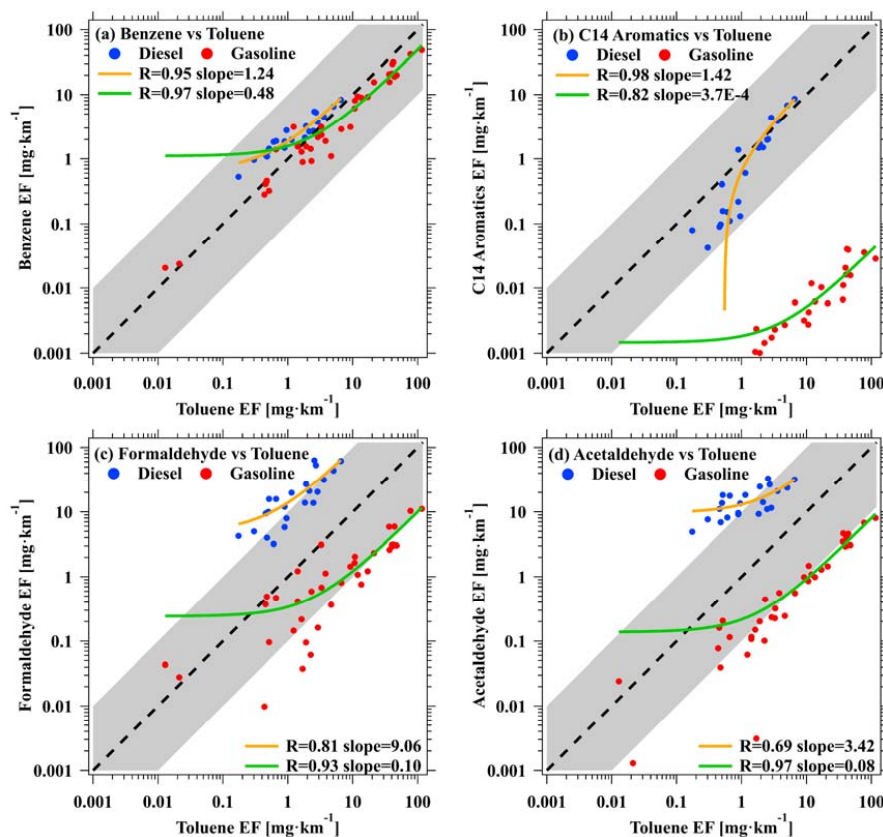 (a) Benzene vs Toluene
Diesel Gasoline
R=0.95 slope=1.24
R=0.97 slope=0.48
Benzene EF [mg·km⁻¹]
100
10
1
0.1
0.01
0.001
0.001 0.01 0.1 1 10 100
Toluene EF [mg·km⁻¹]
(b) C14 Aromatics vs Toluene
Diesel Gasoline
R=0.98 slope=1.42
R=0.82 slope=3.7E-4
C14 Aromatics EF [mg·km⁻¹]
100
10
1
0.1
0.01
0.001
0.001 0.01 0.1 1 10 100
Toluene EF [mg·km⁻¹]
(c) Formaldehyde vs Toluene
Diesel Gasoline
Formaldehyde EF [mg·km⁻¹]
100
10
1
0.1
0.01
0.001
R=0.81 slope=9.06
R=0.93 slope=0.10
0.001 0.01 0.1 1 10 100
Toluene EF [mg·km⁻¹]
(d) Acetaldehyde vs Toluene
Diesel Gasoline
Acetaldehyde EF [mg·km⁻¹]
100
10
1
0.1
0.01
0.001
R=0.69 slope=3.42
R=0.97 slope=0.08
0.001 0.01 0.1 1 10 100
Toluene EF [mg·km⁻¹]